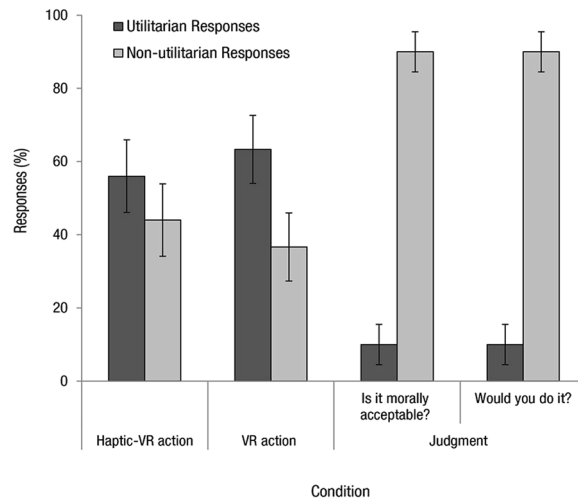 100
80
60
40
20
0
Responses (%)
Utilitarian Responses
Non-utilitarian Responses
Is it morally
acceptable?
Would you do it?
Haptic-VR action
VR action
Judgment
Condition